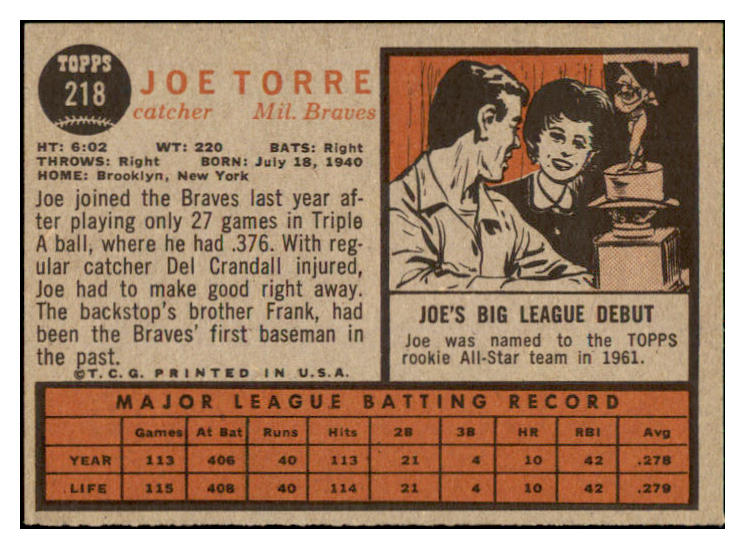 TOPPS
218
JOE TORRE
catcher Mil. Braves
HT: 6:02 WT: 220 BATS: Right
THROWS: Right BORN: July 18, 1940
HOME: Brooklyn, New York
Joe joined the Braves last year af-
ter playing only 27 games in Triple
A ball, where he had .376. With reg-
ular catcher Del Crandall injured,
Joe had to make good right away.
The backstop's brother Frank, had
been the Braves' first baseman in
the past.
©T.C.G. PRINTED IN U.S.A.
JOE'S BIG LEAGUE DEBUT
Joe was named to the TOPPS
rookie All-Star team in 1961.
MAJOR LEAGUE BATTING RECORD
Games At Bat Runs Hits 2B 3B HR RBI Avg
YEAR 113 406 40 113 21 4 10 42 .278
LIFE 115 408 40 114 21 4 10 42 .279